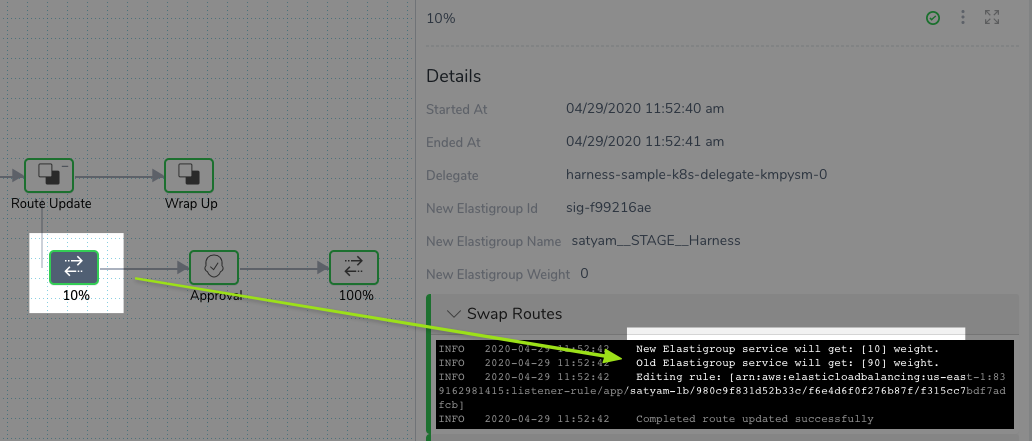 10%
Details
Started At 04/29/2020 11:52:40 am
Ended At 04/29/2020 11:52:41 am
Delegate harness-sample-k8s-delegate-kmpysm-0
New Elastigroup Id sig-f99216ae
New Elastigroup Name satyam__STAGE__Harness
New Elastigroup Weight 0
Swap Routes
INFO 2020-04-29 11:52:42 New Elastigroup service will get: [10] weight.
INFO 2020-04-29 11:52:42 Old Elastigroup service will get: [90] weight.
INFO 2020-04-29 11:52:42 Editing rule: [arn:aws:elasticloadbalancing:us-east-1:83
9162981415:listener-rule/app/satyam-lb/980c9f831d52b33c/f6e4d6f0f276b87f/f315cc7bdf7ad
fcb]
INFO 2020-04-29 11:52:42 Completed route updated successfully
Route Update
Wrap Up
10%
Approval
100%